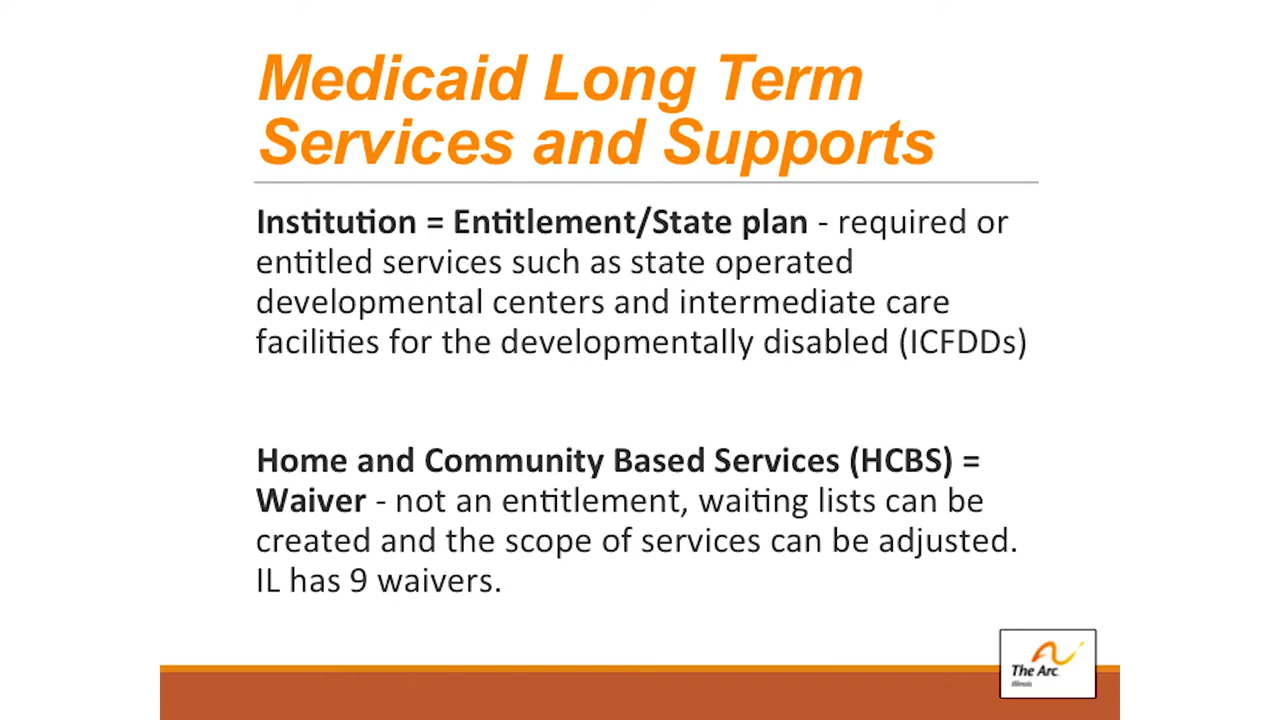 Medicaid Long Term
Services and Supports
Institution = Entitlement/State plan - required or
entitled services such as state operated
developmental centers and intermediate care
facilities for the developmentally disabled (ICFDDs)
Home and Community Based Services (HCBS) =
Waiver - not an entitlement, waiting lists can be
created and the scope of services can be adjusted.
IL has 9 waivers.
The Arc
Illinois